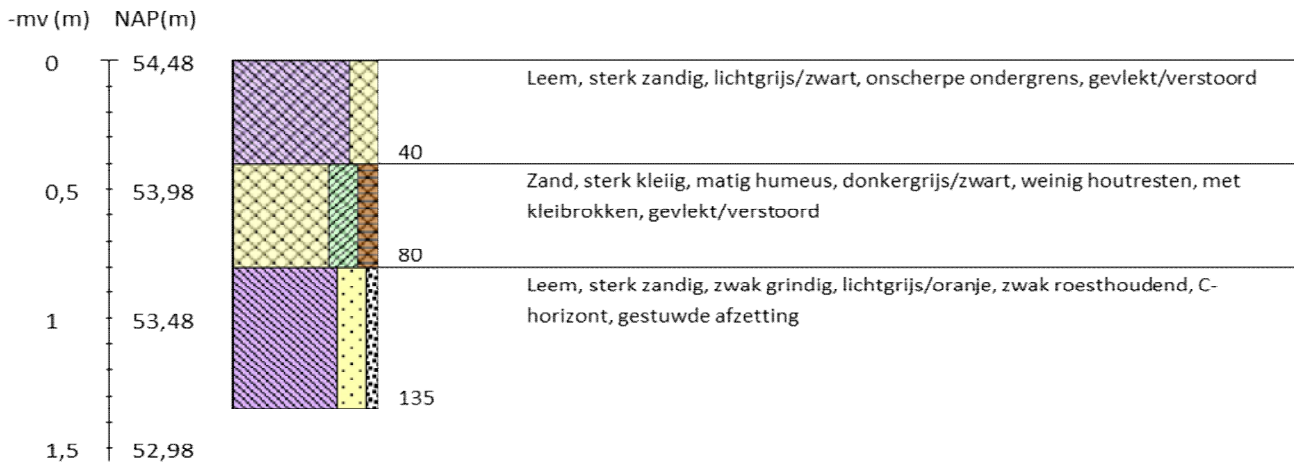 -mv (m) NAP(m)
0 54,48
Leem, sterk zandig, lichtgrijs/zwart, onscherpe ondergrens, gevlekt/verstoord
40
0,5 53,98
Zand, sterk kleiig, matig humeus, donkergrijs/zwart, weinig houtresten, met
kleibrokken, gevlekt/verstoord
80
Leem, sterk zandig, zwak grindig, lichtgrijs/oranje, zwak roesthoudend, C-
horizont, gestuwde afzetting
1 53,48
135
1,5 52,98